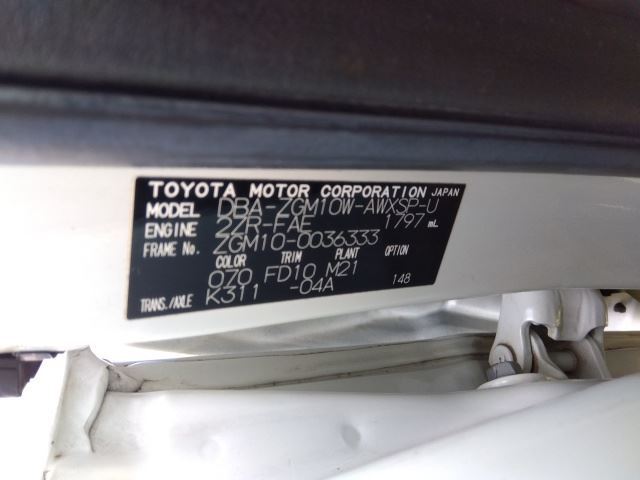 TOYOTA MOTOR CORPORATION JAPAN
MODEL DBA-ZGM10W-AWXSP-U
ENGINE 2ZR-FAE 1797 mL
FRAME No. ZGM10-0036333
COLOR TRIM PLANT OPTION
070 FD10 M21 148
TRANS./AXLE K311 -04A